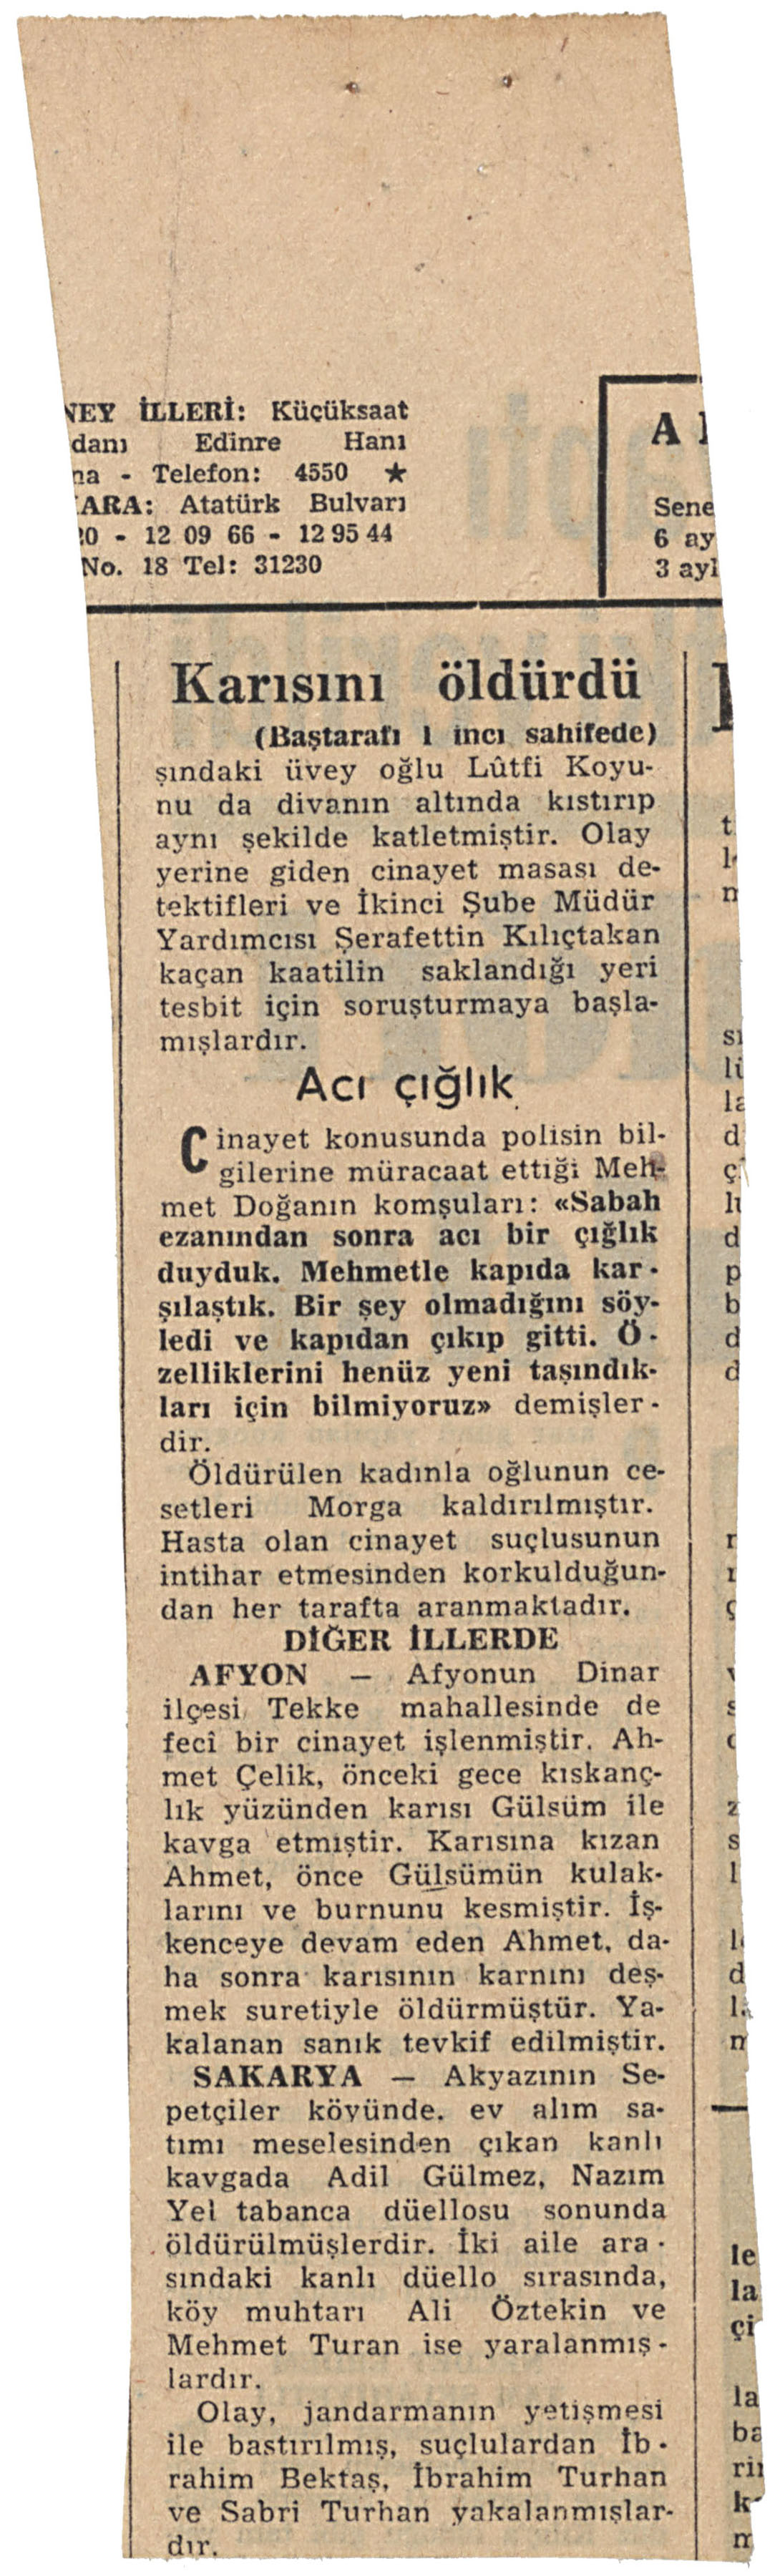 İLLERİ: Küçüksaat
Edinre Hanı
- Telefon: 4550 ★
Atatürk Bulvarı
- 12 09 66 - 12 95 44
No. 18 Tel: 31230
Sene
6 ay
3 ayl
Karısını öldürdü
(Baştarafı 1 inci sahifede)
şındaki üvey oğlu Lûtfi Koyu-
nu da divanın altında kıstırıp
aynı şekilde katletmiştir. Olay
yerine giden cinayet masası de-
tektifleri ve İkinci Şube Müdür
Yardımcısı Şerafettin Kılıçtakan
kaçan kaatilin saklandığı yeri
tesbit için soruşturmaya başla-
mışlardır.
Acı çığlık
Cinayet konusunda polisin bil-
gilerine müracaat ettiği Meh-
met Doğanın komşuları: «Sabah
ezanından sonra acı bir çığlık
duyduk. Mehmetle kapıda kar-
şılaştık. Bir şey olmadığını söy-
ledi ve kapıdan çıkıp gitti. Ö-
zelliklerini henüz yeni taşındık-
ları için bilmiyoruz» demişler-
dir.
Öldürülen kadınla oğlunun ce-
setleri Morga kaldırılmıştır.
Hasta olan cinayet suçlusunun
intihar etmesinden korkulduğun-
dan her tarafta aranmaktadır.
DİĞER İLLERDE
AFYON — Afyonun Dinar
ilçesi Tekke mahallesinde de
fecî bir cinayet işlenmiştir. Ah-
met Çelik, önceki gece kıskanç-
lık yüzünden karısı Gülsüm ile
kavga etmiştir. Karısına kızan
Ahmet, önce Gülsümün kulak-
larını ve burnunu kesmiştir. İş-
kenceye devam eden Ahmet, da-
ha sonra karısının karnını deş-
mek suretiyle öldürmüştür. Ya-
kalanan sanık tevkif edilmiştir.
SAKARYA — Akyazının Se-
petçiler köyünde. ev alım sa-
tımı meselesinden çıkan kanlı
kavgada Adil Gülmez, Nazım
Yel tabanca düellosu sonunda
öldürülmüşlerdir. İki aile ara-
sındaki kanlı düello sırasında,
köy muhtarı Ali Öztekin ve
Mehmet Turan ise yaralanmış-
lardır.
Olay, jandarmanın yetişmesi
ile bastırılmış, suçlulardan İb-
rahim Bektaş, İbrahim Turhan
ve Sabri Turhan yakalanmışlar-
dır.